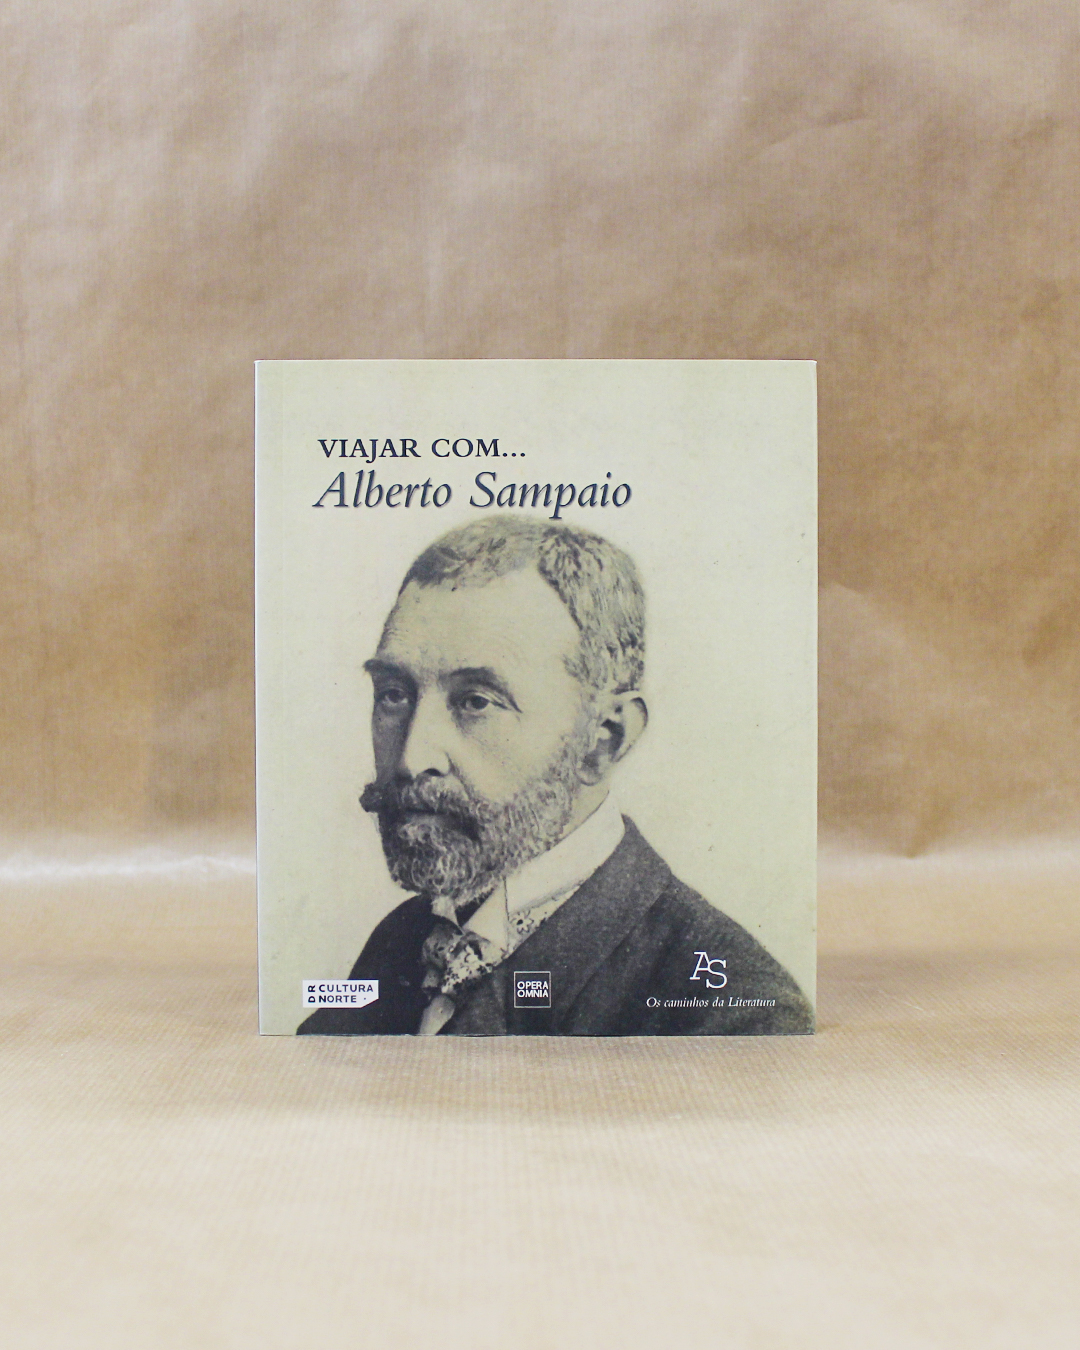 VIAJAR COM...
Alberto Sampaio
DR CULTURA
NORTE
OPERA
OMNIA
AS
Os caminhos da Literatura